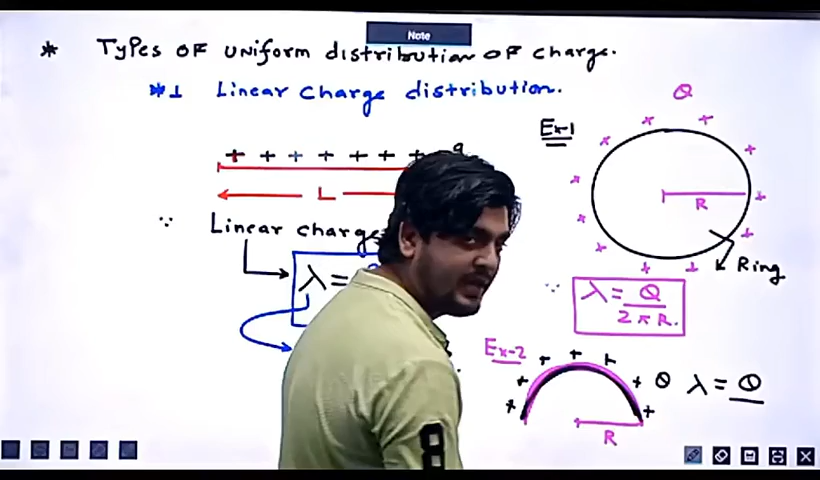 Note
* Types of uniform distribution of charge.
*1 Linear charge distribution.
+ + + + + + + q
L
∵ Linear charge
λ =
Ex-1
Q
R
Ring
∵ λ = Q / 2πR.
Ex-2
Q
R
λ = Q
8